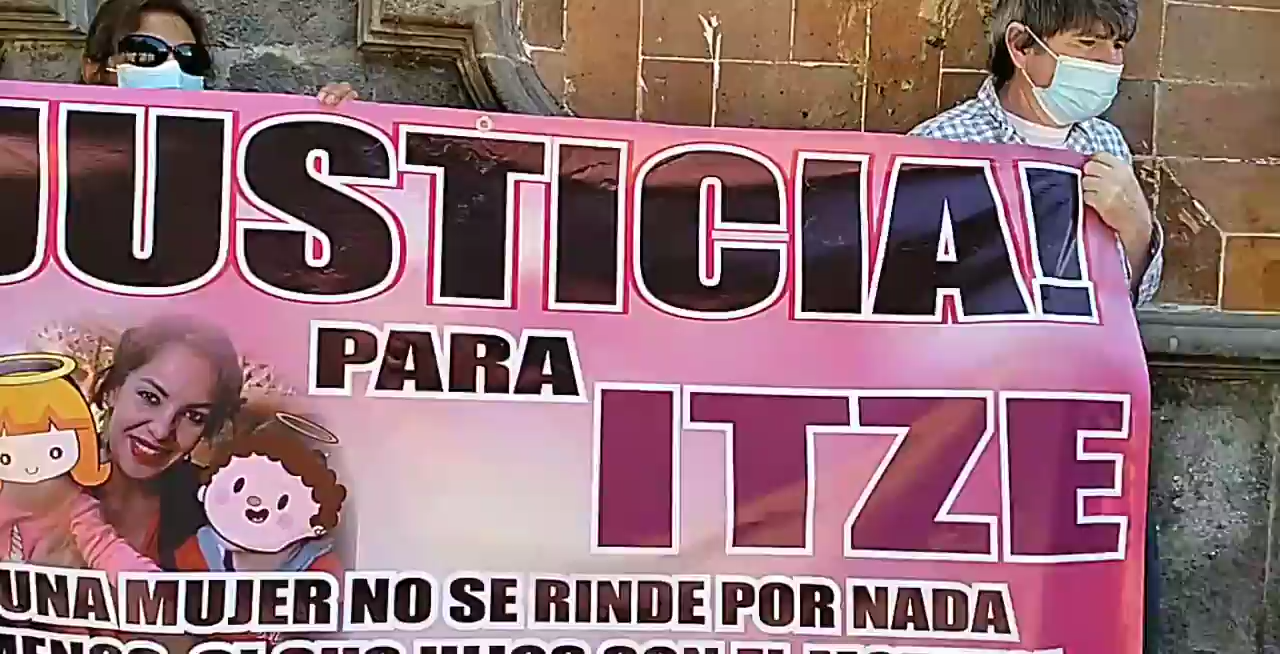 JUSTICIA!
PARA
ITZE
UNA MUJER NO SE RINDE POR NADA